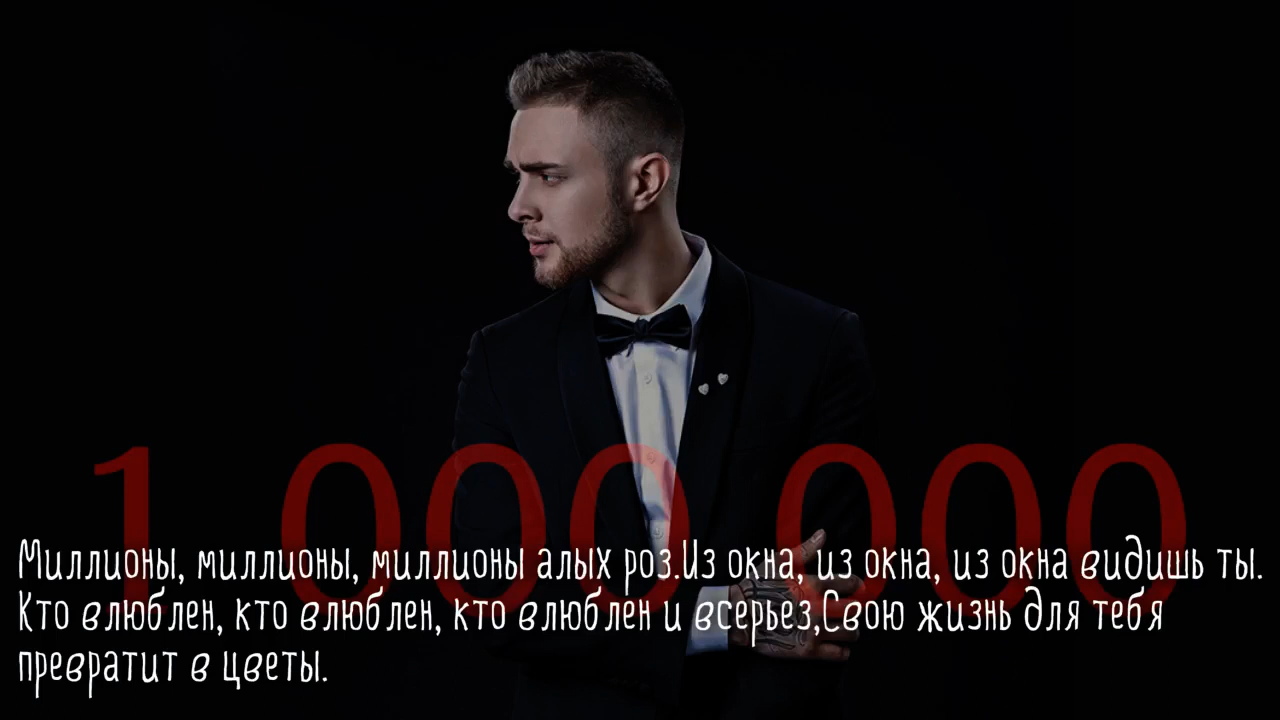 1 000 000
Миллионы, миллионы, миллионы алых роз.Из окна, из окна, из окна видишь ты.
Кто влюблен, кто влюблен, кто влюблен и всерьез,Свою жизнь для тебя
превратит в цветы.